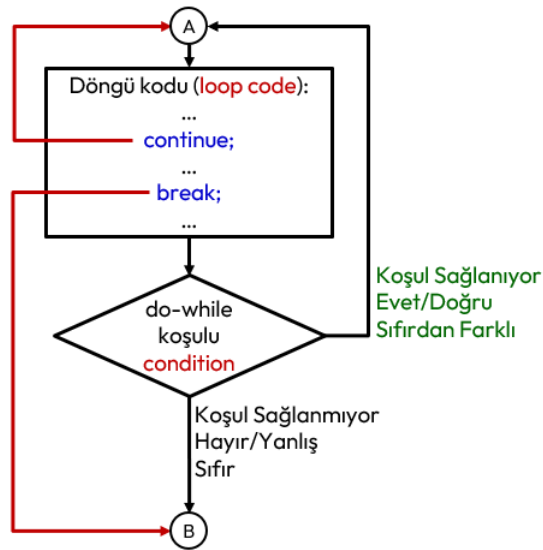 A
Döngü kodu (loop code):
...
continue;
...
break;
...
do-while
koşulu
condition
Koşul Sağlanıyor
Evet/Doğru
Sıfırdan Farklı
Koşul Sağlanmıyor
Hayır/Yanlış
Sıfır
B